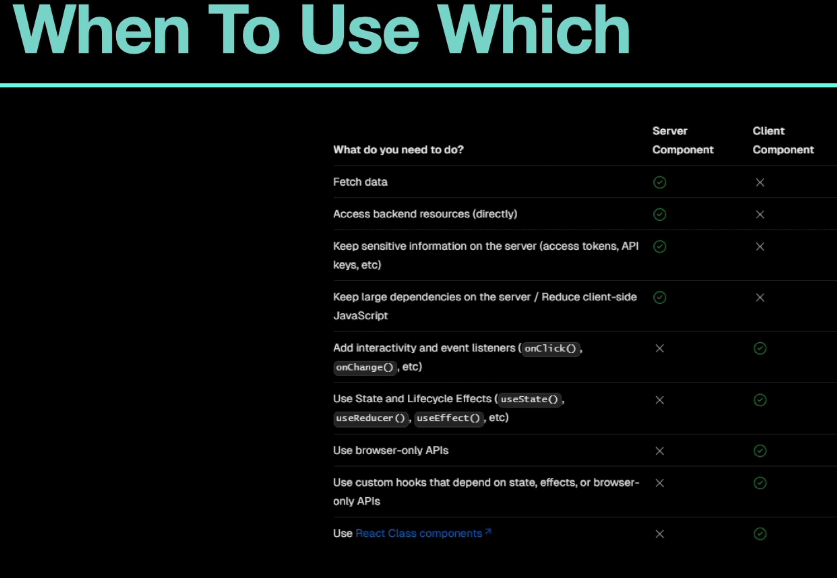 When To Use Which
What do you need to do?
Server
Component
Client
Component
Fetch data
Access backend resources (directly)
Keep sensitive information on the server (access tokens, API
keys, etc)
Keep large dependencies on the server / Reduce client-side
JavaScript
Add interactivity and event listeners (onClick(),
onChange(), etc)
Use State and Lifecycle Effects (useState(),
useReducer(), useEffect(), etc)
Use browser-only APIs
Use custom hooks that depend on state, effects, or browser-
only APIs
Use React Class components